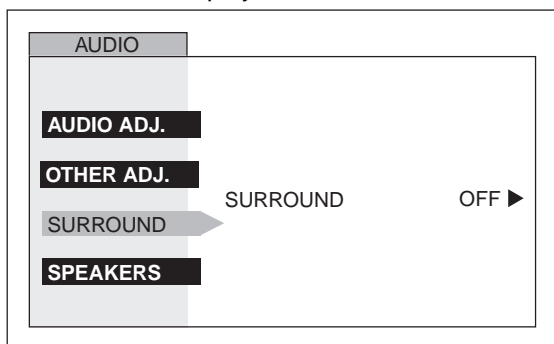 AUDIO
AUDIO ADJ.
OTHER ADJ.
SURROUND
SPEAKERS
SURROUND OFF